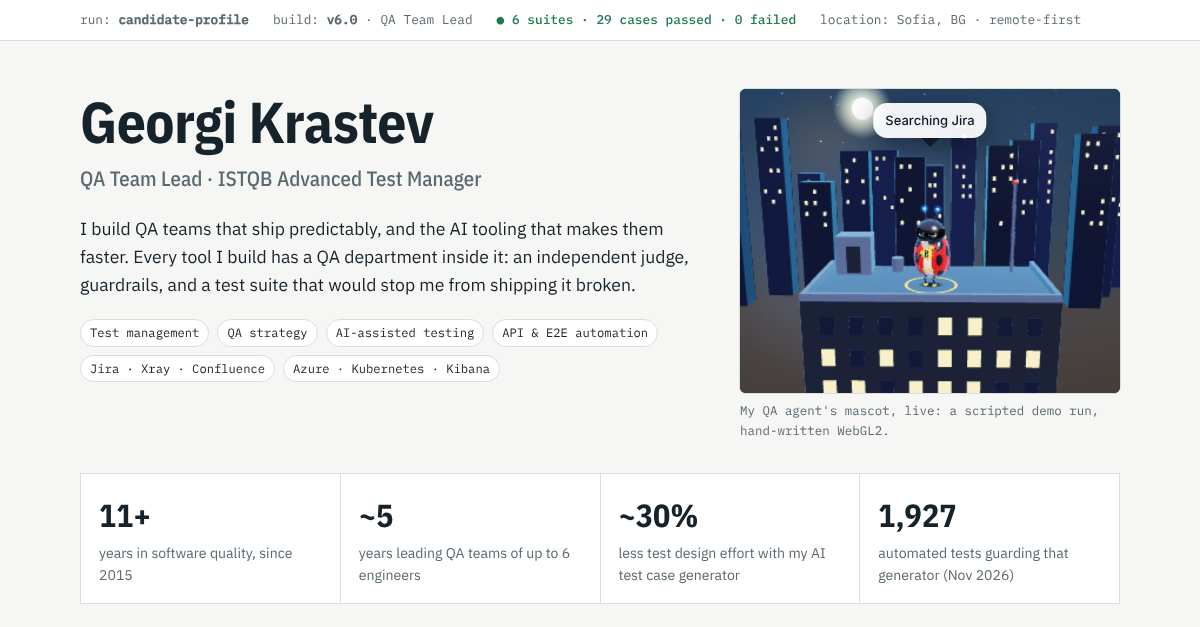 run: candidate-profile build: v6.0 · QA Team Lead ● 6 suites · 29 cases passed · 0 failed location: Sofia, BG · remote-first
Georgi Krastev
QA Team Lead · ISTQB Advanced Test Manager
I build QA teams that ship predictably, and the AI tooling that makes them
faster. Every tool I build has a QA department inside it: an independent judge,
guardrails, and a test suite that would stop me from shipping it broken.
Test management QA strategy AI-assisted testing API & E2E automation
Jira · Xray · Confluence Azure · Kubernetes · Kibana
Searching Jira
My QA agent's mascot, live: a scripted demo run,
hand-written WebGL2.
11+
years in software quality, since
2015
~5
years leading QA teams of up to 6
engineers
~30%
less test design effort with my AI
test case generator
1,927
automated tests guarding that
generator (Nov 2026)